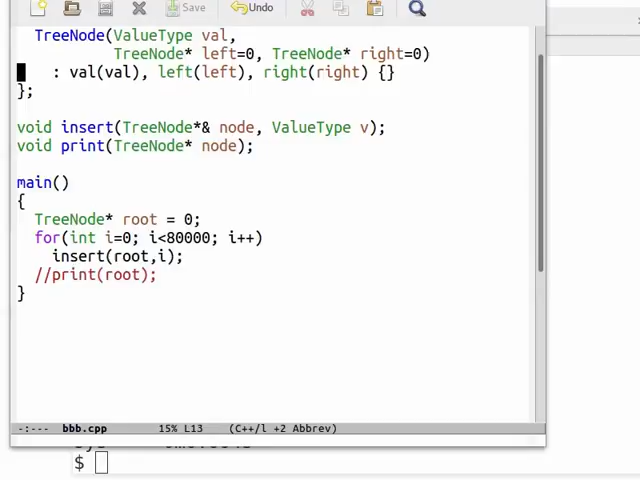 Save Undo
TreeNode(ValueType val,
TreeNode* left=0, TreeNode* right=0)
: val(val), left(left), right(right) {}
};
void insert(TreeNode*& node, ValueType v);
void print(TreeNode* node);
main()
{
TreeNode* root = 0;
for(int i=0; i<80000; i++)
insert(root,i);
//print(root);
}
-:--- bbb.cpp 15% L13 (C++/l +2 Abbrev)
$